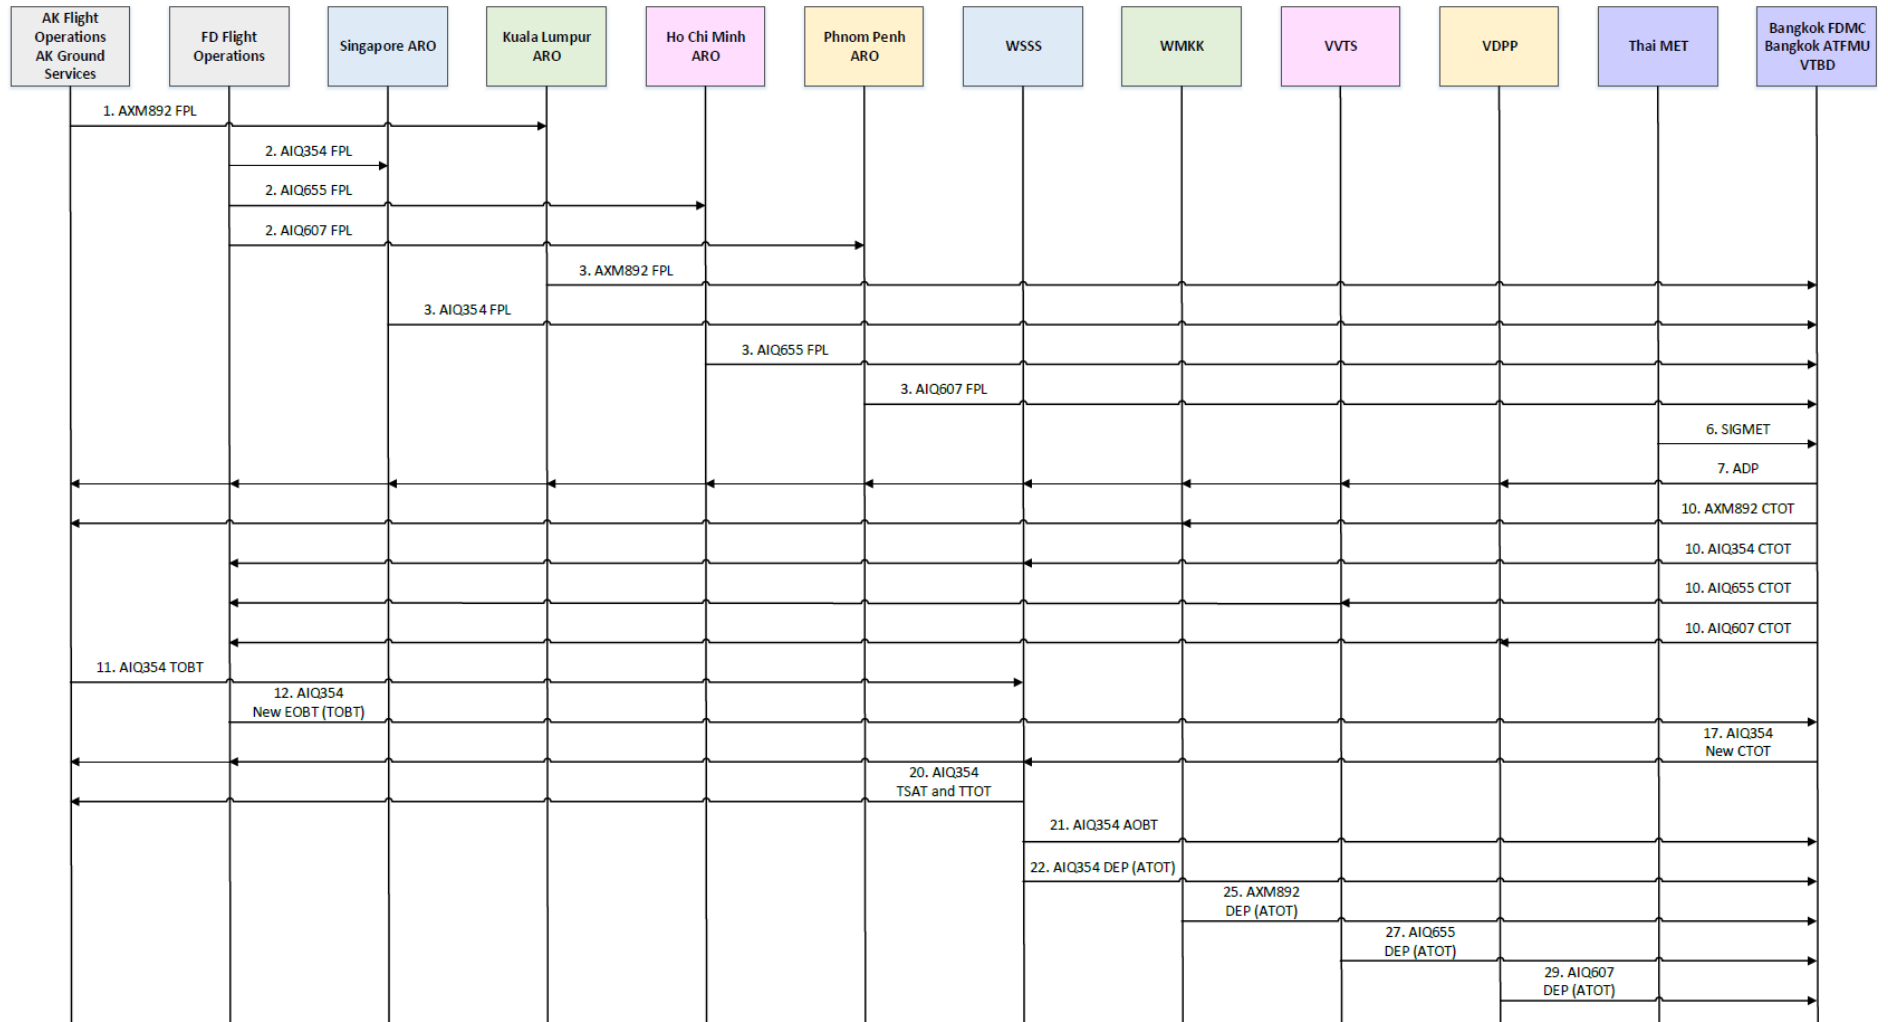 AK Flight
Operations
AK Ground
Services
FD Flight
Operations
Singapore ARO
Kuala Lumpur
ARO
Ho Chi Minh
ARO
Phnom Penh
ARO
WSSS
WMKK
VVTS
VDPP
Thai MET
Bangkok FDMC
Bangkok ATFMU
VTBD
1. AXM892 FPL
2. AIQ354 FPL
2. AIQ655 FPL
2. AIQ607 FPL
3. AXM892 FPL
3. AIQ354 FPL
3. AIQ655 FPL
3. AIQ607 FPL
6. SIGMET
7. ADP
10. AXM892 CTOT
10. AIQ354 CTOT
10. AIQ655 CTOT
10. AIQ607 CTOT
11. AIQ354 TOBT
12. AIQ354
New EOBT (TOBT)
17. AIQ354
New CTOT
20. AIQ354
TSAT and TTOT
21. AIQ354 AOBT
22. AIQ354 DEP (ATOT)
25. AXM892
DEP (ATOT)
27. AIQ655
DEP (ATOT)
29. AIQ607
DEP (ATOT)